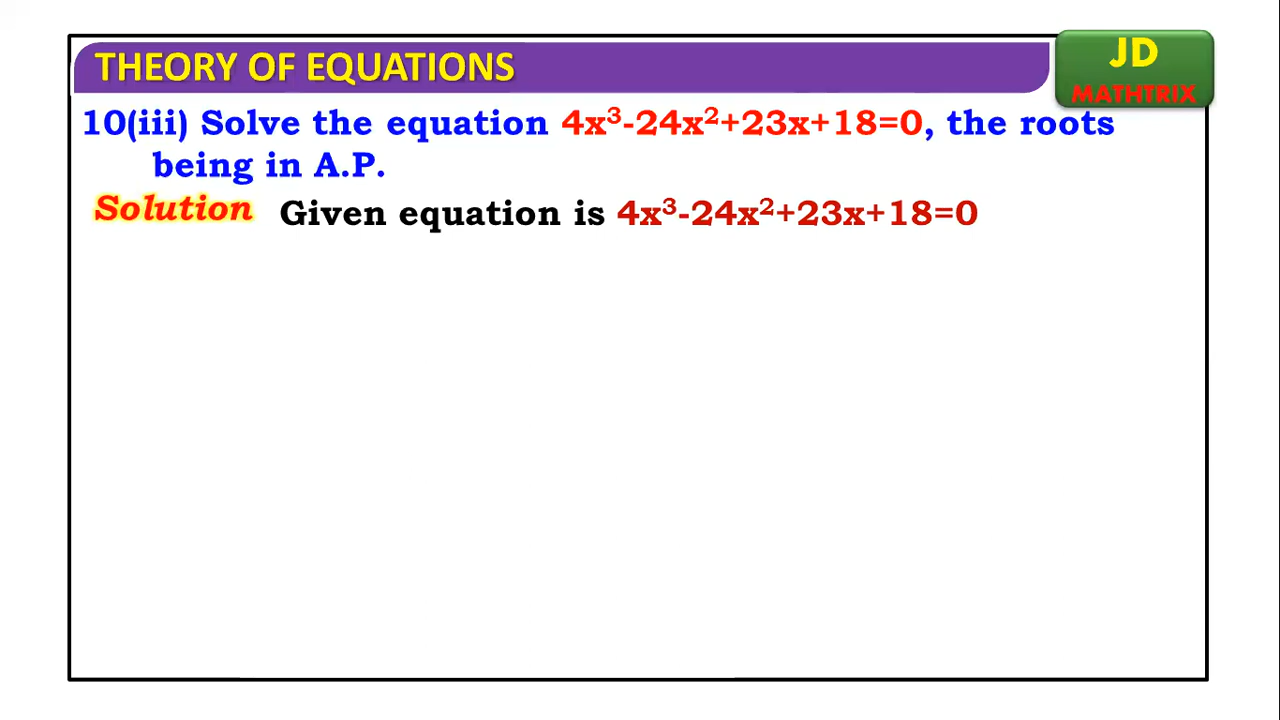 THEORY OF EQUATIONS
JD
MATHTRIX
10(iii) Solve the equation 4x³-24x²+23x+18=0, the roots
being in A.P.
Solution Given equation is 4x³-24x²+23x+18=0